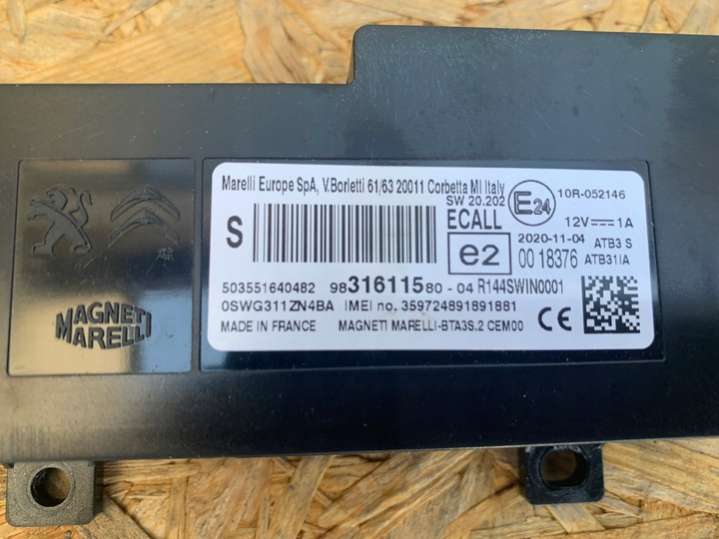 Marelli Europe SpA, V.Borletti 61/63 20011 Corbetta MI Italy
SW 20.202
S
ECALL
E24
10R-052146
12V 1A
e2
2020-11-04 ATB3 S
00 18376 ATB31IA
503551640482 9831611580-04 R144SWIN0001
0SWG311ZN4BA IMEI no. 359724891891881
MADE IN FRANCE MAGNETI MARELLI-BTA3S.2 CEM00
CE
MAGNETI
MARELLI